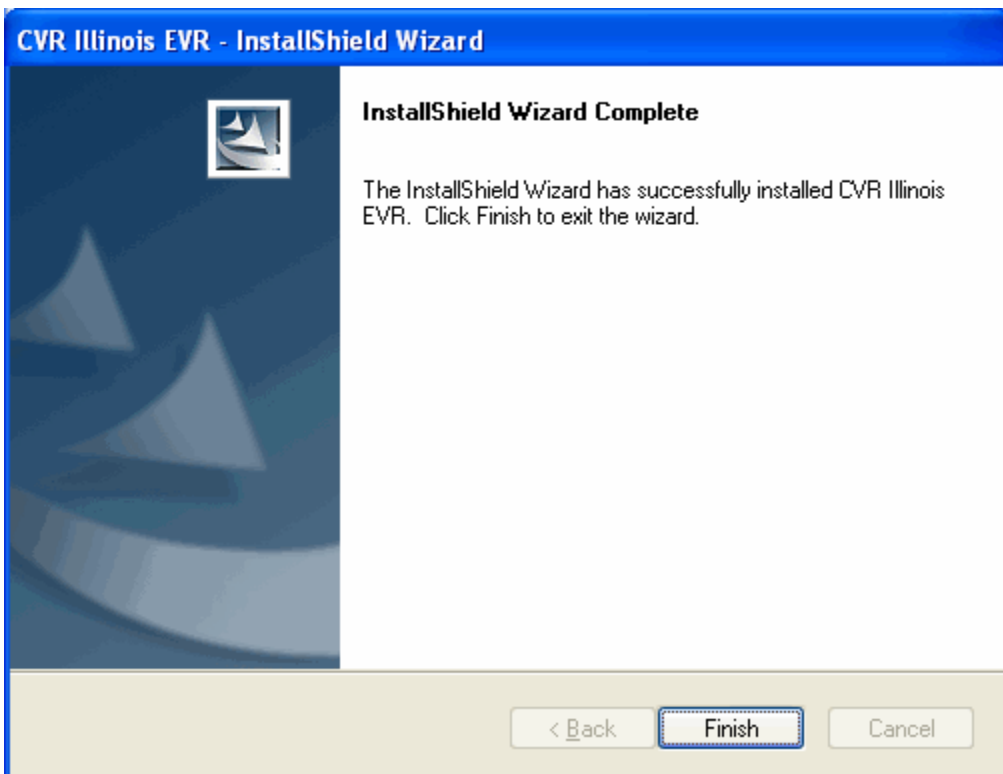 CVR Illinois EVR - InstallShield Wizard
InstallShield Wizard Complete
The InstallShield Wizard has successfully installed CVR Illinois
EVR.  Click Finish to exit the wizard.
< Back
Finish
Cancel